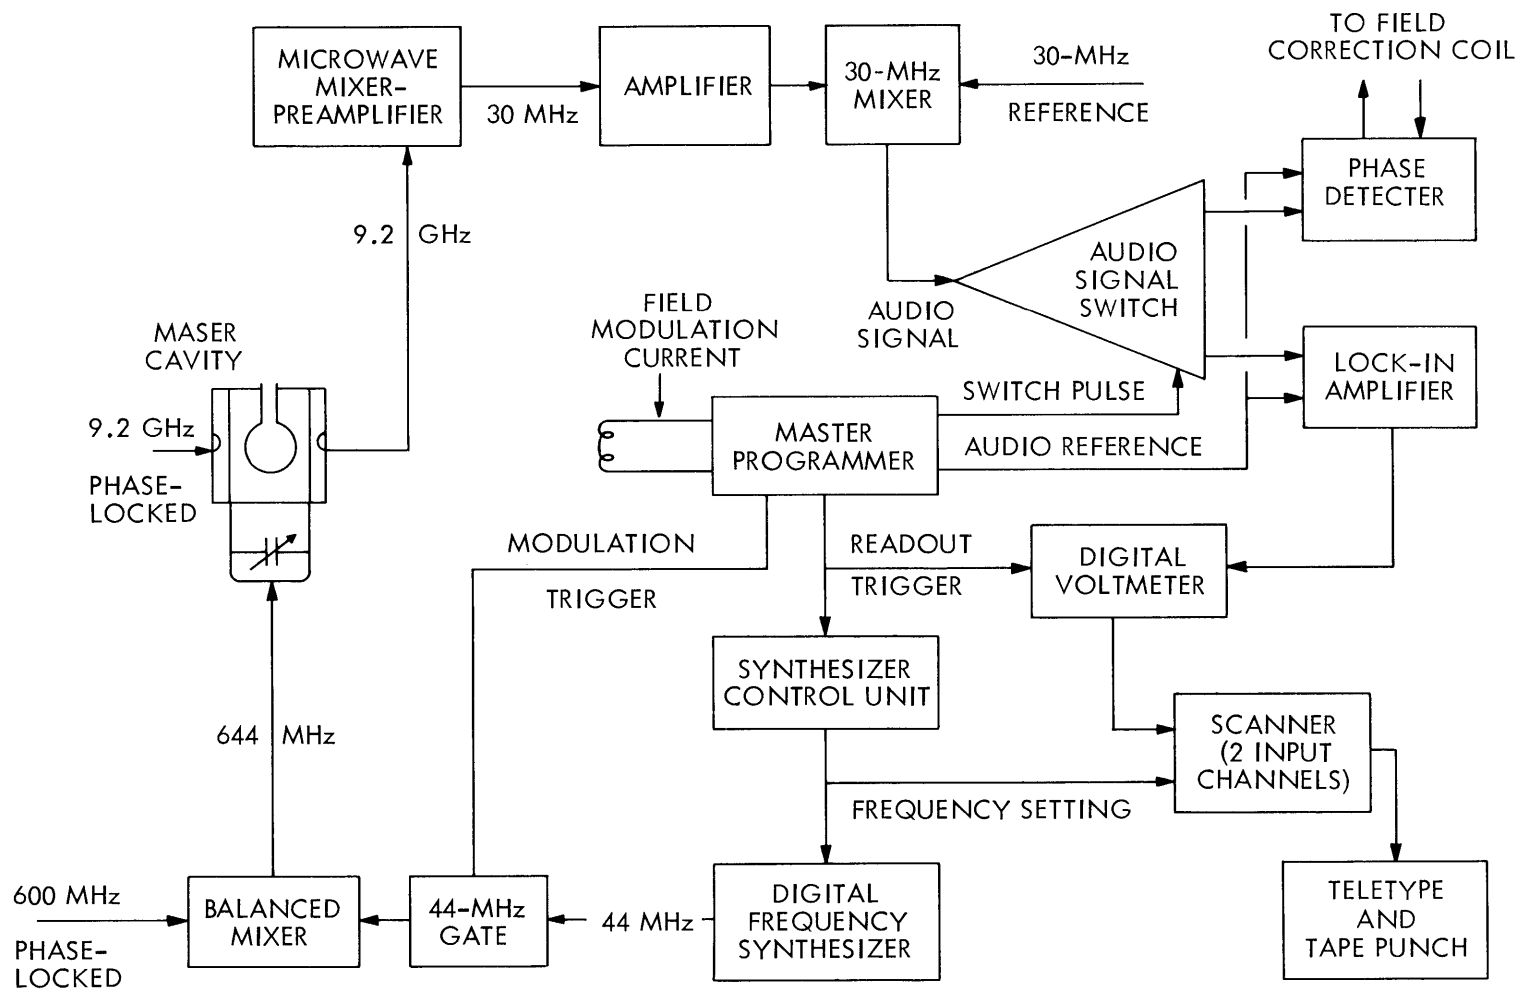 TO FIELD
CORRECTION COIL
MICROWAVE
MIXER-
PREAMPLIFIER
30 MHz
AMPLIFIER
30-MHz
MIXER
30-MHz
REFERENCE
PHASE
DETECTER
9.2 GHz
AUDIO
SIGNAL
SWITCH
AUDIO
SIGNAL
FIELD
MODULATION
CURRENT
MASER
CAVITY
9.2 GHz
PHASE-
LOCKED
LOCK-IN
AMPLIFIER
SWITCH PULSE
MASTER
PROGRAMMER
AUDIO REFERENCE
MODULATION
TRIGGER
READOUT
TRIGGER
DIGITAL
VOLTMETER
SYNTHESIZER
CONTROL UNIT
644 MHz
SCANNER
(2 INPUT
CHANNELS)
FREQUENCY SETTING
600 MHz
PHASE-
LOCKED
BALANCED
MIXER
44-MHz
GATE
44 MHz
DIGITAL
FREQUENCY
SYNTHESIZER
TELETYPE
AND
TAPE PUNCH